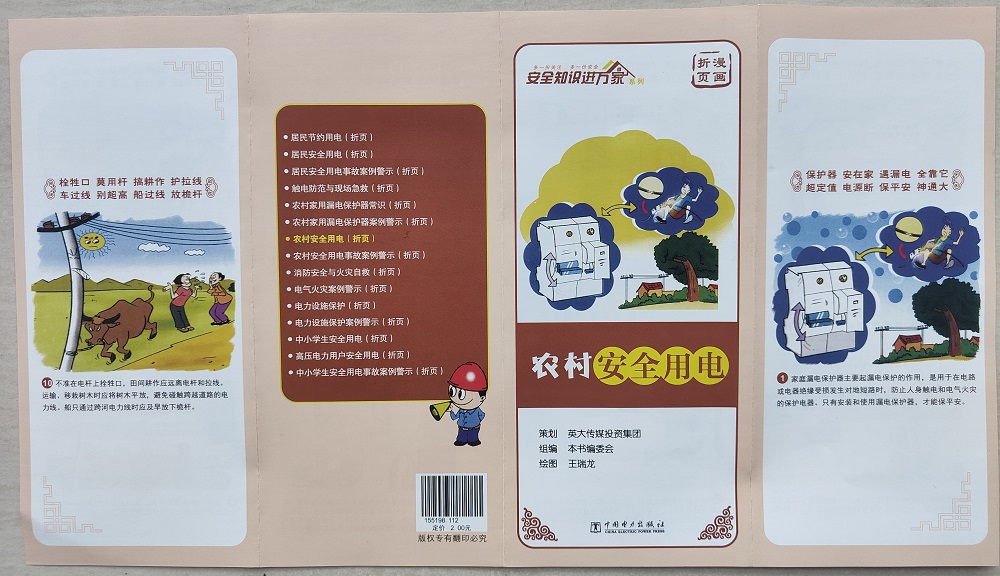 栓牲口 莫用杆 搞耕作 护拉线
车过线 别超高 船过线 放桅杆
10 不准在电杆上栓牲口。田间耕作应远离电杆和拉线。
运输、移栽树木时应将树木平放，避免碰触跨越道路的电
力线。船只通过跨河电力线时应及早放下桅杆。
•居民节约用电（折页）
•居民安全用电（折页）
•居民安全用电事故案例警示（折页）
•触电防范与现场急救（折页）
•农村家用漏电保护器常识（折页）
•农村家用漏电保护器案例警示（折页）
•农村安全用电（折页）
•农村安全用电事故案例警示（折页）
•消防安全与火灾自救（折页）
•电气火灾案例警示（折页）
•电力设施保护（折页）
•电力设施保护案例警示（折页）
•中小学生安全用电（折页）
•高压电力用户安全用电（折页）
•中小学生安全用电事故案例警示（折页）
155198.112
定价 2.00元
版权专有翻印必究
多一份关注 多一份安全
安全知识进万家系列
漫画折页
农村安全用电
策划 英大传媒投资集团
组编 本书编委会
绘图 王瑞龙
中国电力出版社
CHINA ELECTRIC POWER PRESS
保护器 安在家 遇漏电 全靠它
超定值 电源断 保平安 神通大
1 家庭漏电保护器主要起漏电保护的作用，是用于在电路
或电器绝缘受损发生对地短路时，防止人身触电和电气火灾
的保护电器。只有安装和使用漏电保护器，才能保平安。